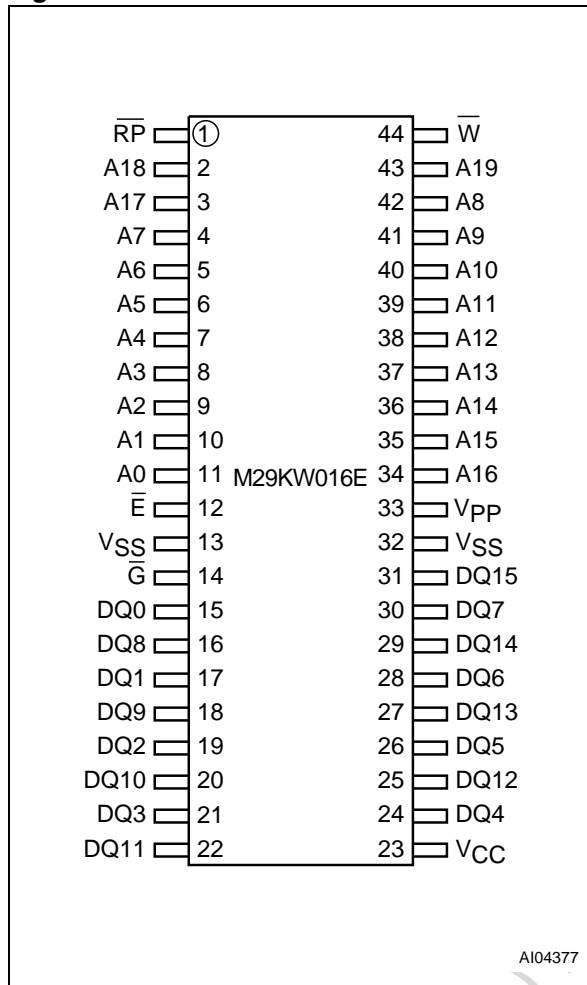 R̅P̅ 1 44 W̅
A18 2 43 A19
A17 3 42 A8
A7 4 41 A9
A6 5 40 A10
A5 6 39 A11
A4 7 38 A12
A3 8 37 A13
A2 9 36 A14
A1 10 35 A15
A0 11 M29KW016E 34 A16
E̅ 12 33 VPP
VSS 13 32 VSS
G̅ 14 31 DQ15
DQ0 15 30 DQ7
DQ8 16 29 DQ14
DQ1 17 28 DQ6
DQ9 18 27 DQ13
DQ2 19 26 DQ5
DQ10 20 25 DQ12
DQ3 21 24 DQ4
DQ11 22 23 VCC
AI04377